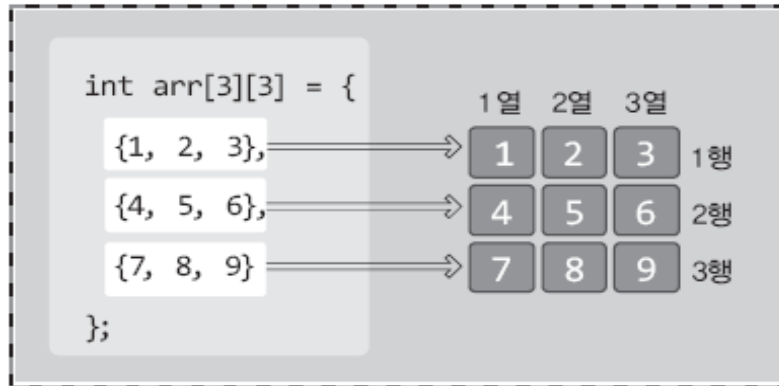 int arr[3][3] = {
{1, 2, 3},
{4, 5, 6},
{7, 8, 9}
};
1열 2열 3열
1 2 3 1행
4 5 6 2행
7 8 9 3행